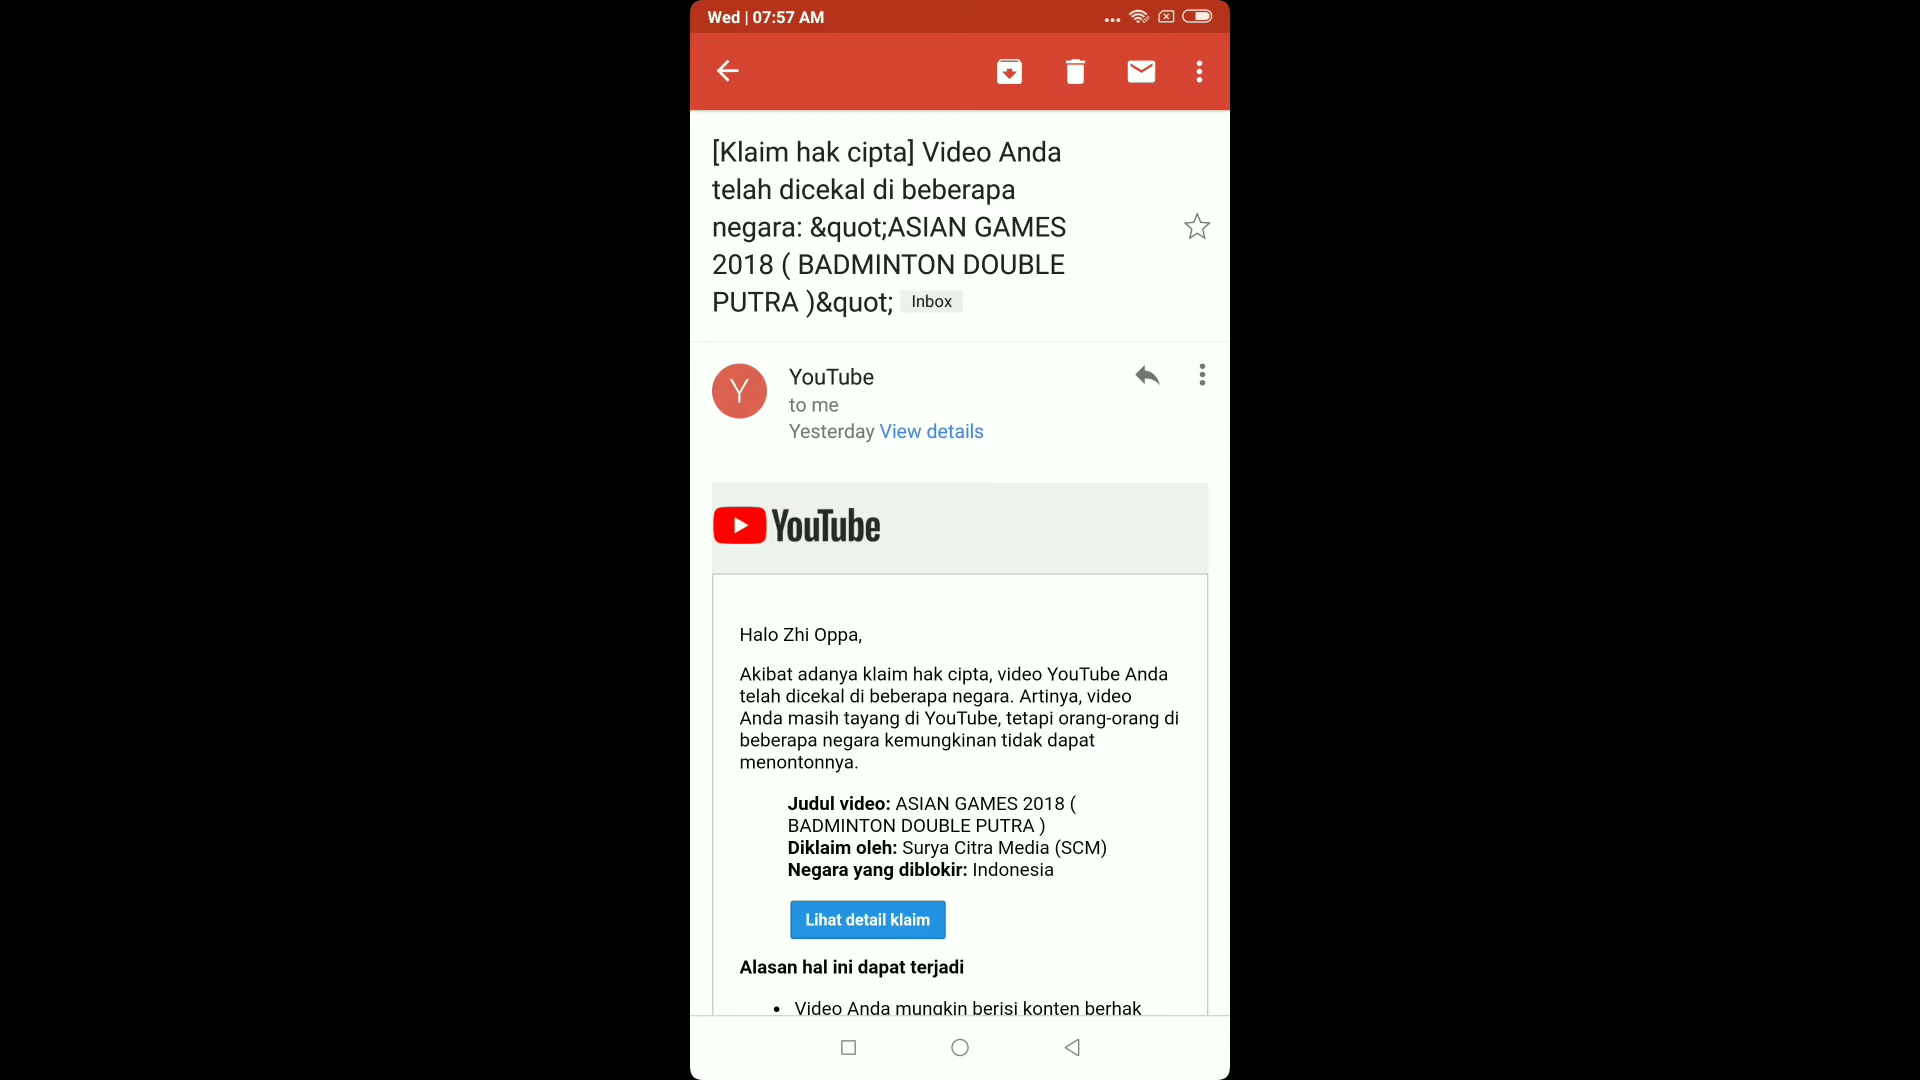 Wed | 07:57 AM
[Klaim hak cipta] Video Anda
telah dicekal di beberapa
negara: &quot;ASIAN GAMES
2018 ( BADMINTON DOUBLE
PUTRA )&quot; Inbox
Y
YouTube
to me
Yesterday View details
YouTube
Halo Zhi Oppa,
Akibat adanya klaim hak cipta, video YouTube Anda
telah dicekal di beberapa negara. Artinya, video
Anda masih tayang di YouTube, tetapi orang-orang di
beberapa negara kemungkinan tidak dapat
menontonnya.
Judul video: ASIAN GAMES 2018 (
BADMINTON DOUBLE PUTRA )
Diklaim oleh: Surya Citra Media (SCM)
Negara yang diblokir: Indonesia
Lihat detail klaim
Alasan hal ini dapat terjadi
• Video Anda mungkin berisi konten berhak